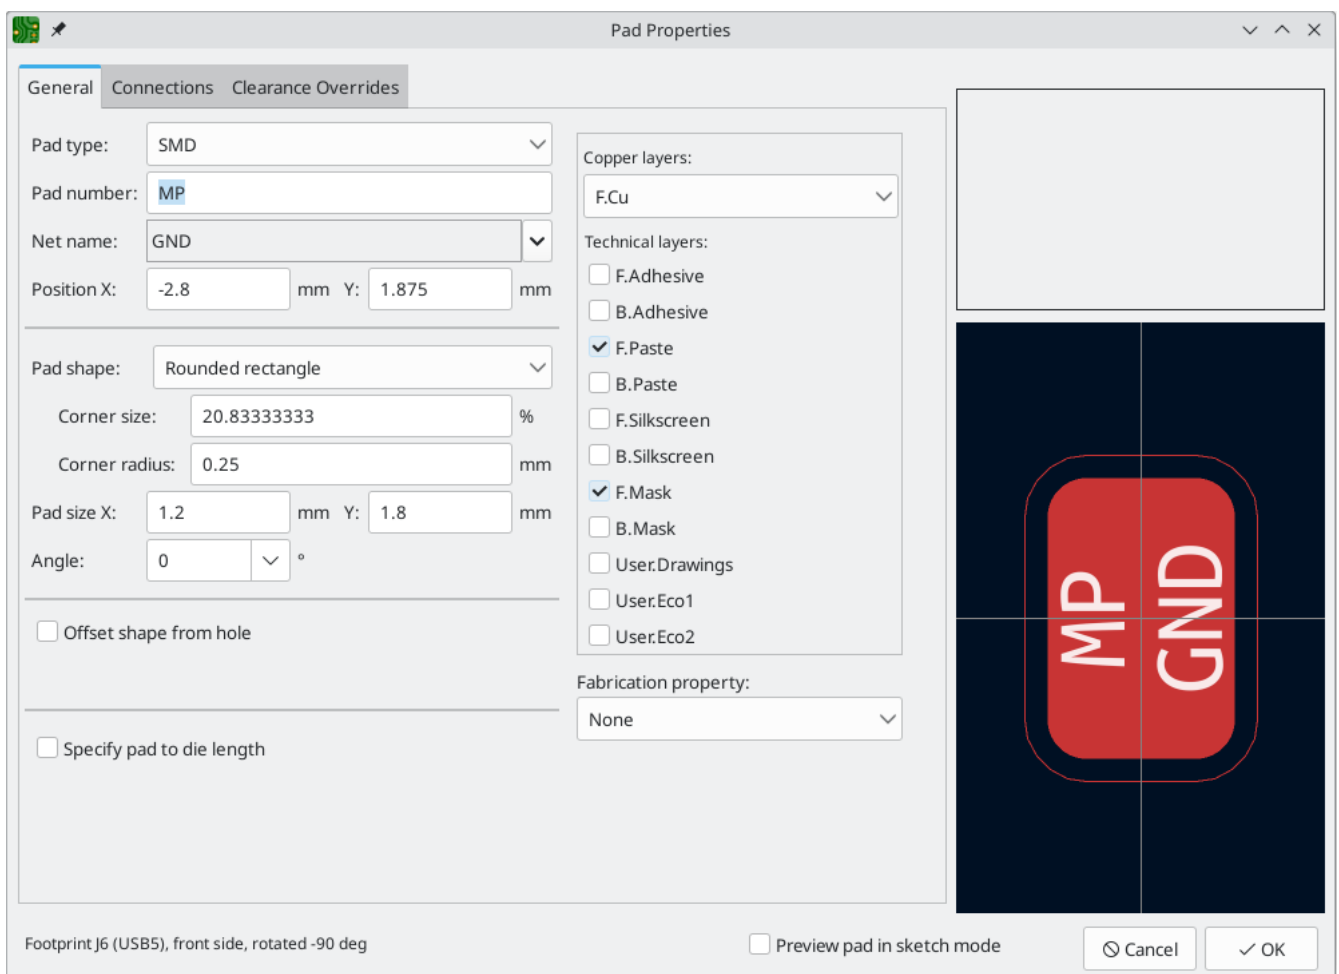 Pad Properties
General Connections Clearance Overrides
Pad type: SMD
Pad number: MP
Net name: GND
Position X: -2.8 mm Y: 1.875 mm
Pad shape: Rounded rectangle
Corner size: 20.83333333 %
Corner radius: 0.25 mm
Pad size X: 1.2 mm Y: 1.8 mm
Angle: 0 °
Offset shape from hole
Specify pad to die length
Copper layers:
F.Cu
Technical layers:
F.Adhesive
B.Adhesive
F.Paste
B.Paste
F.Silkscreen
B.Silkscreen
F.Mask
B.Mask
User.Drawings
User.Eco1
User.Eco2
Fabrication property:
None
MP
GND
Footprint J6 (USB5), front side, rotated -90 deg
Preview pad in sketch mode
Cancel
OK